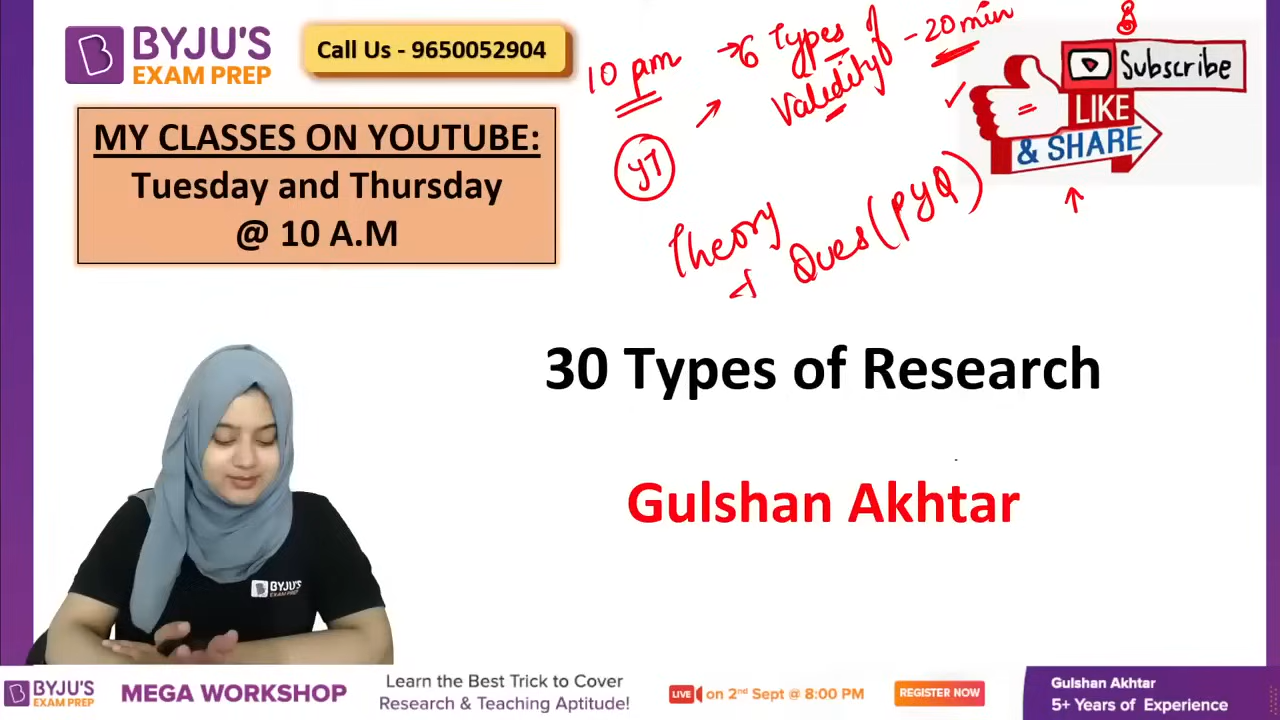 BYJU'S
EXAM PREP
Call Us - 9650052904
10 am
→6 Types of - 20 min
Validity
Subscribe
LIKE
& SHARE
MY CLASSES ON YOUTUBE:
Tuesday and Thursday
@ 10 A.M
YT
Theory
+ Ques (PYQ)
30 Types of Research
Gulshan Akhtar
BYJU'S
EXAM PREP
BYJU'S
EXAM PREP
MEGA WORKSHOP
Learn the Best Trick to Cover
Research & Teaching Aptitude!
LIVE on 2nd Sept @ 8:00 PM
REGISTER NOW
Gulshan Akhtar
5+ Years of Experience